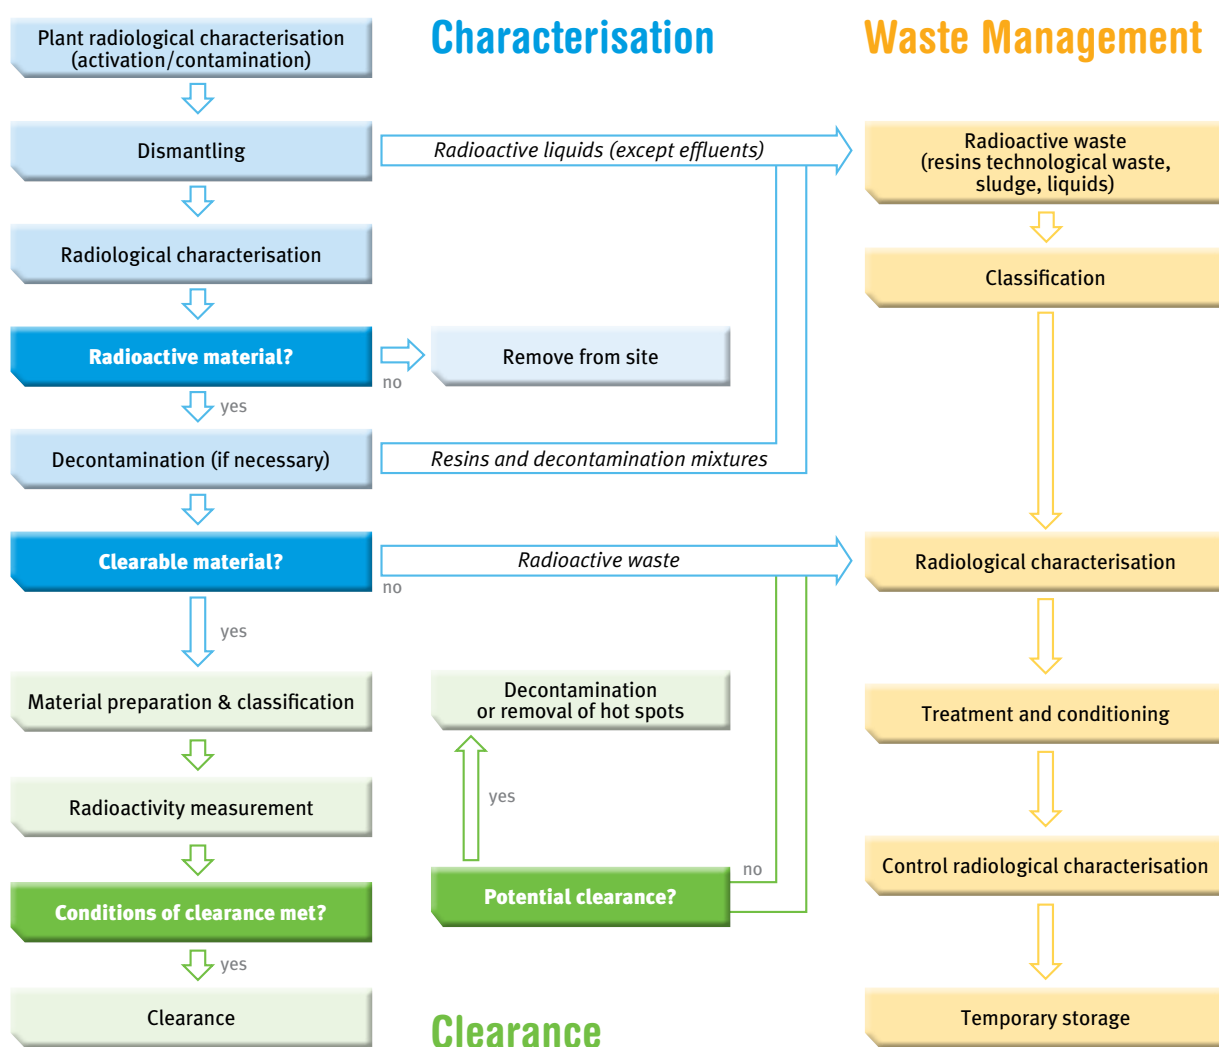 Characterisation
Waste Management
Plant radiological characterisation
(activation/contamination)
Dismantling
Radioactive liquids (except effluents)
Radioactive waste
(resins technological waste,
sludge, liquids)
Radiological characterisation
Classification
Radioactive material?
no
Remove from site
yes
Decontamination (if necessary)
Resins and decontamination mixtures
Clearable material?
no
Radioactive waste
Radiological characterisation
yes
Material preparation & classification
Decontamination
or removal of hot spots
Treatment and conditioning
Radioactivity measurement
yes
Control radiological characterisation
Conditions of clearance met?
Potential clearance?
no
yes
Clearance
Clearance
Temporary storage